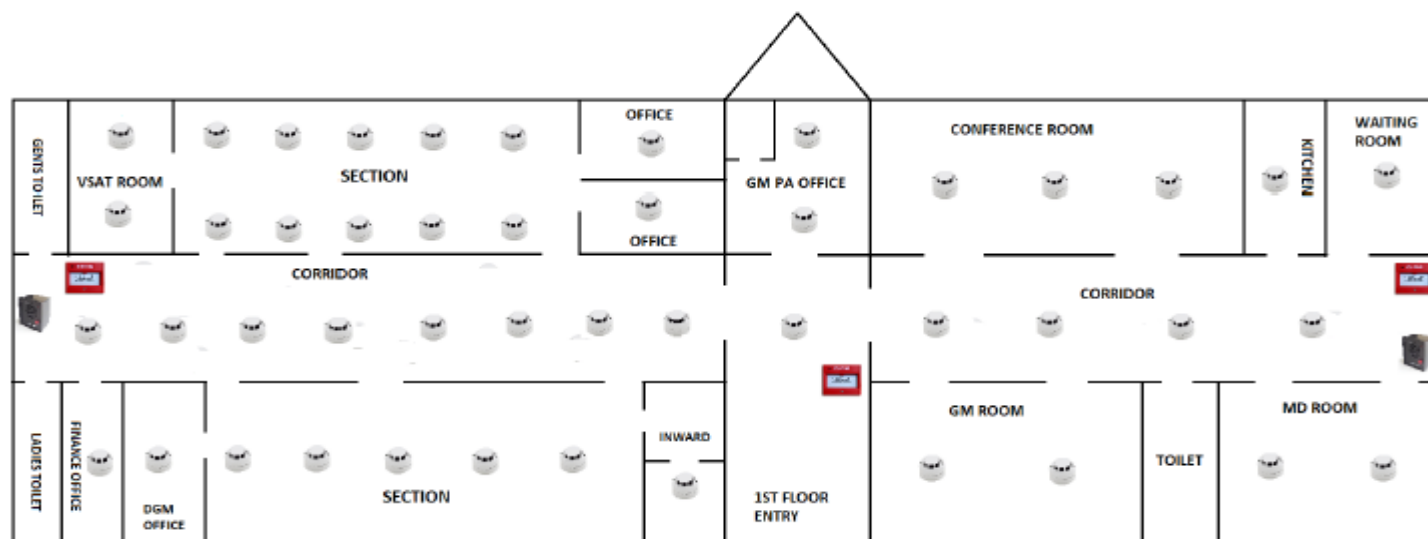 GENTS TOILET
VSAT ROOM
SECTION
OFFICE
OFFICE
GM PA OFFICE
CONFERENCE ROOM
KITCHEN
WAITING
ROOM
CORRIDOR
CORRIDOR
LADIES TOILET
FINANCE OFFICE
DGM
OFFICE
SECTION
INWARD
1ST FLOOR
ENTRY
GM ROOM
TOILET
MD ROOM